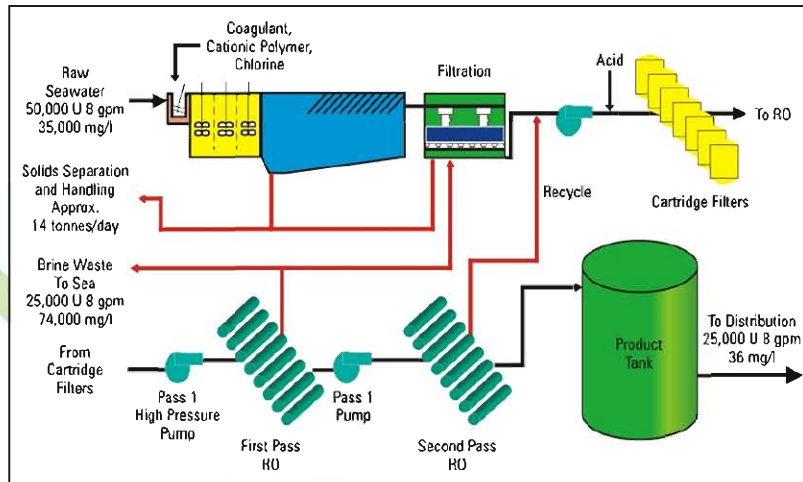 Coagulant,
Cationic Polymer,
Chlorine
Raw
Seawater
50,000 U 8 gpm
35,000 mg/l
Filtration
Acid
To RO
Solids Separation
and Handling
Approx.
14 tonnes/day
Recycle
Cartridge Filters
Brine Waste
To Sea
25,000 U 8 gpm
74,000 mg/l
From
Cartridge
Filters
Pass 1
High Pressure
Pump
First Pass
RO
Pass 1
Pump
Second Pass
RO
Product
Tank
To Distribution
25,000 U 8 gpm
36 mg/l